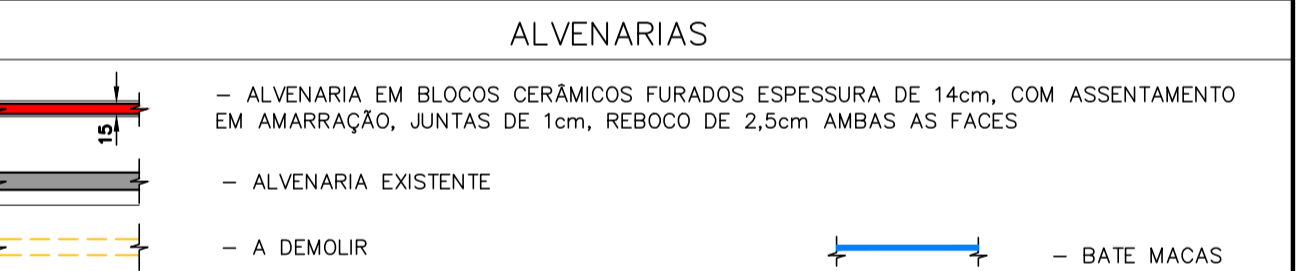 ALVENARIAS
– ALVENARIA EM BLOCOS CERÂMICOS FURADOS ESPESSURA DE 14cm, COM ASSENTAMENTO
EM AMARRAÇÃO, JUNTAS DE 1cm, REBOCO DE 2,5cm AMBAS AS FACES
15
– ALVENARIA EXISTENTE
– A DEMOLIR
– BATE MACAS